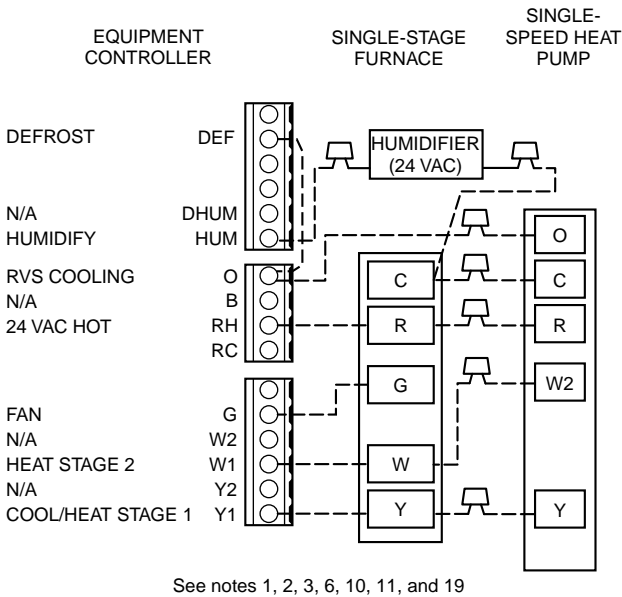 EQUIPMENT
CONTROLLER
SINGLE-STAGE
FURNACE
SINGLE-
SPEED HEAT
PUMP
DEFROST DEF
HUMIDIFIER
(24 VAC)
N/A DHUM
HUMIDIFY HUM
O
RVS COOLING O
C
C
N/A B
24 VAC HOT RH
R
R
RC
G
W2
FAN G
N/A W2
HEAT STAGE 2 W1
W
N/A Y2
COOL/HEAT STAGE 1 Y1
Y
Y
See notes 1, 2, 3, 6, 10, 11, and 19